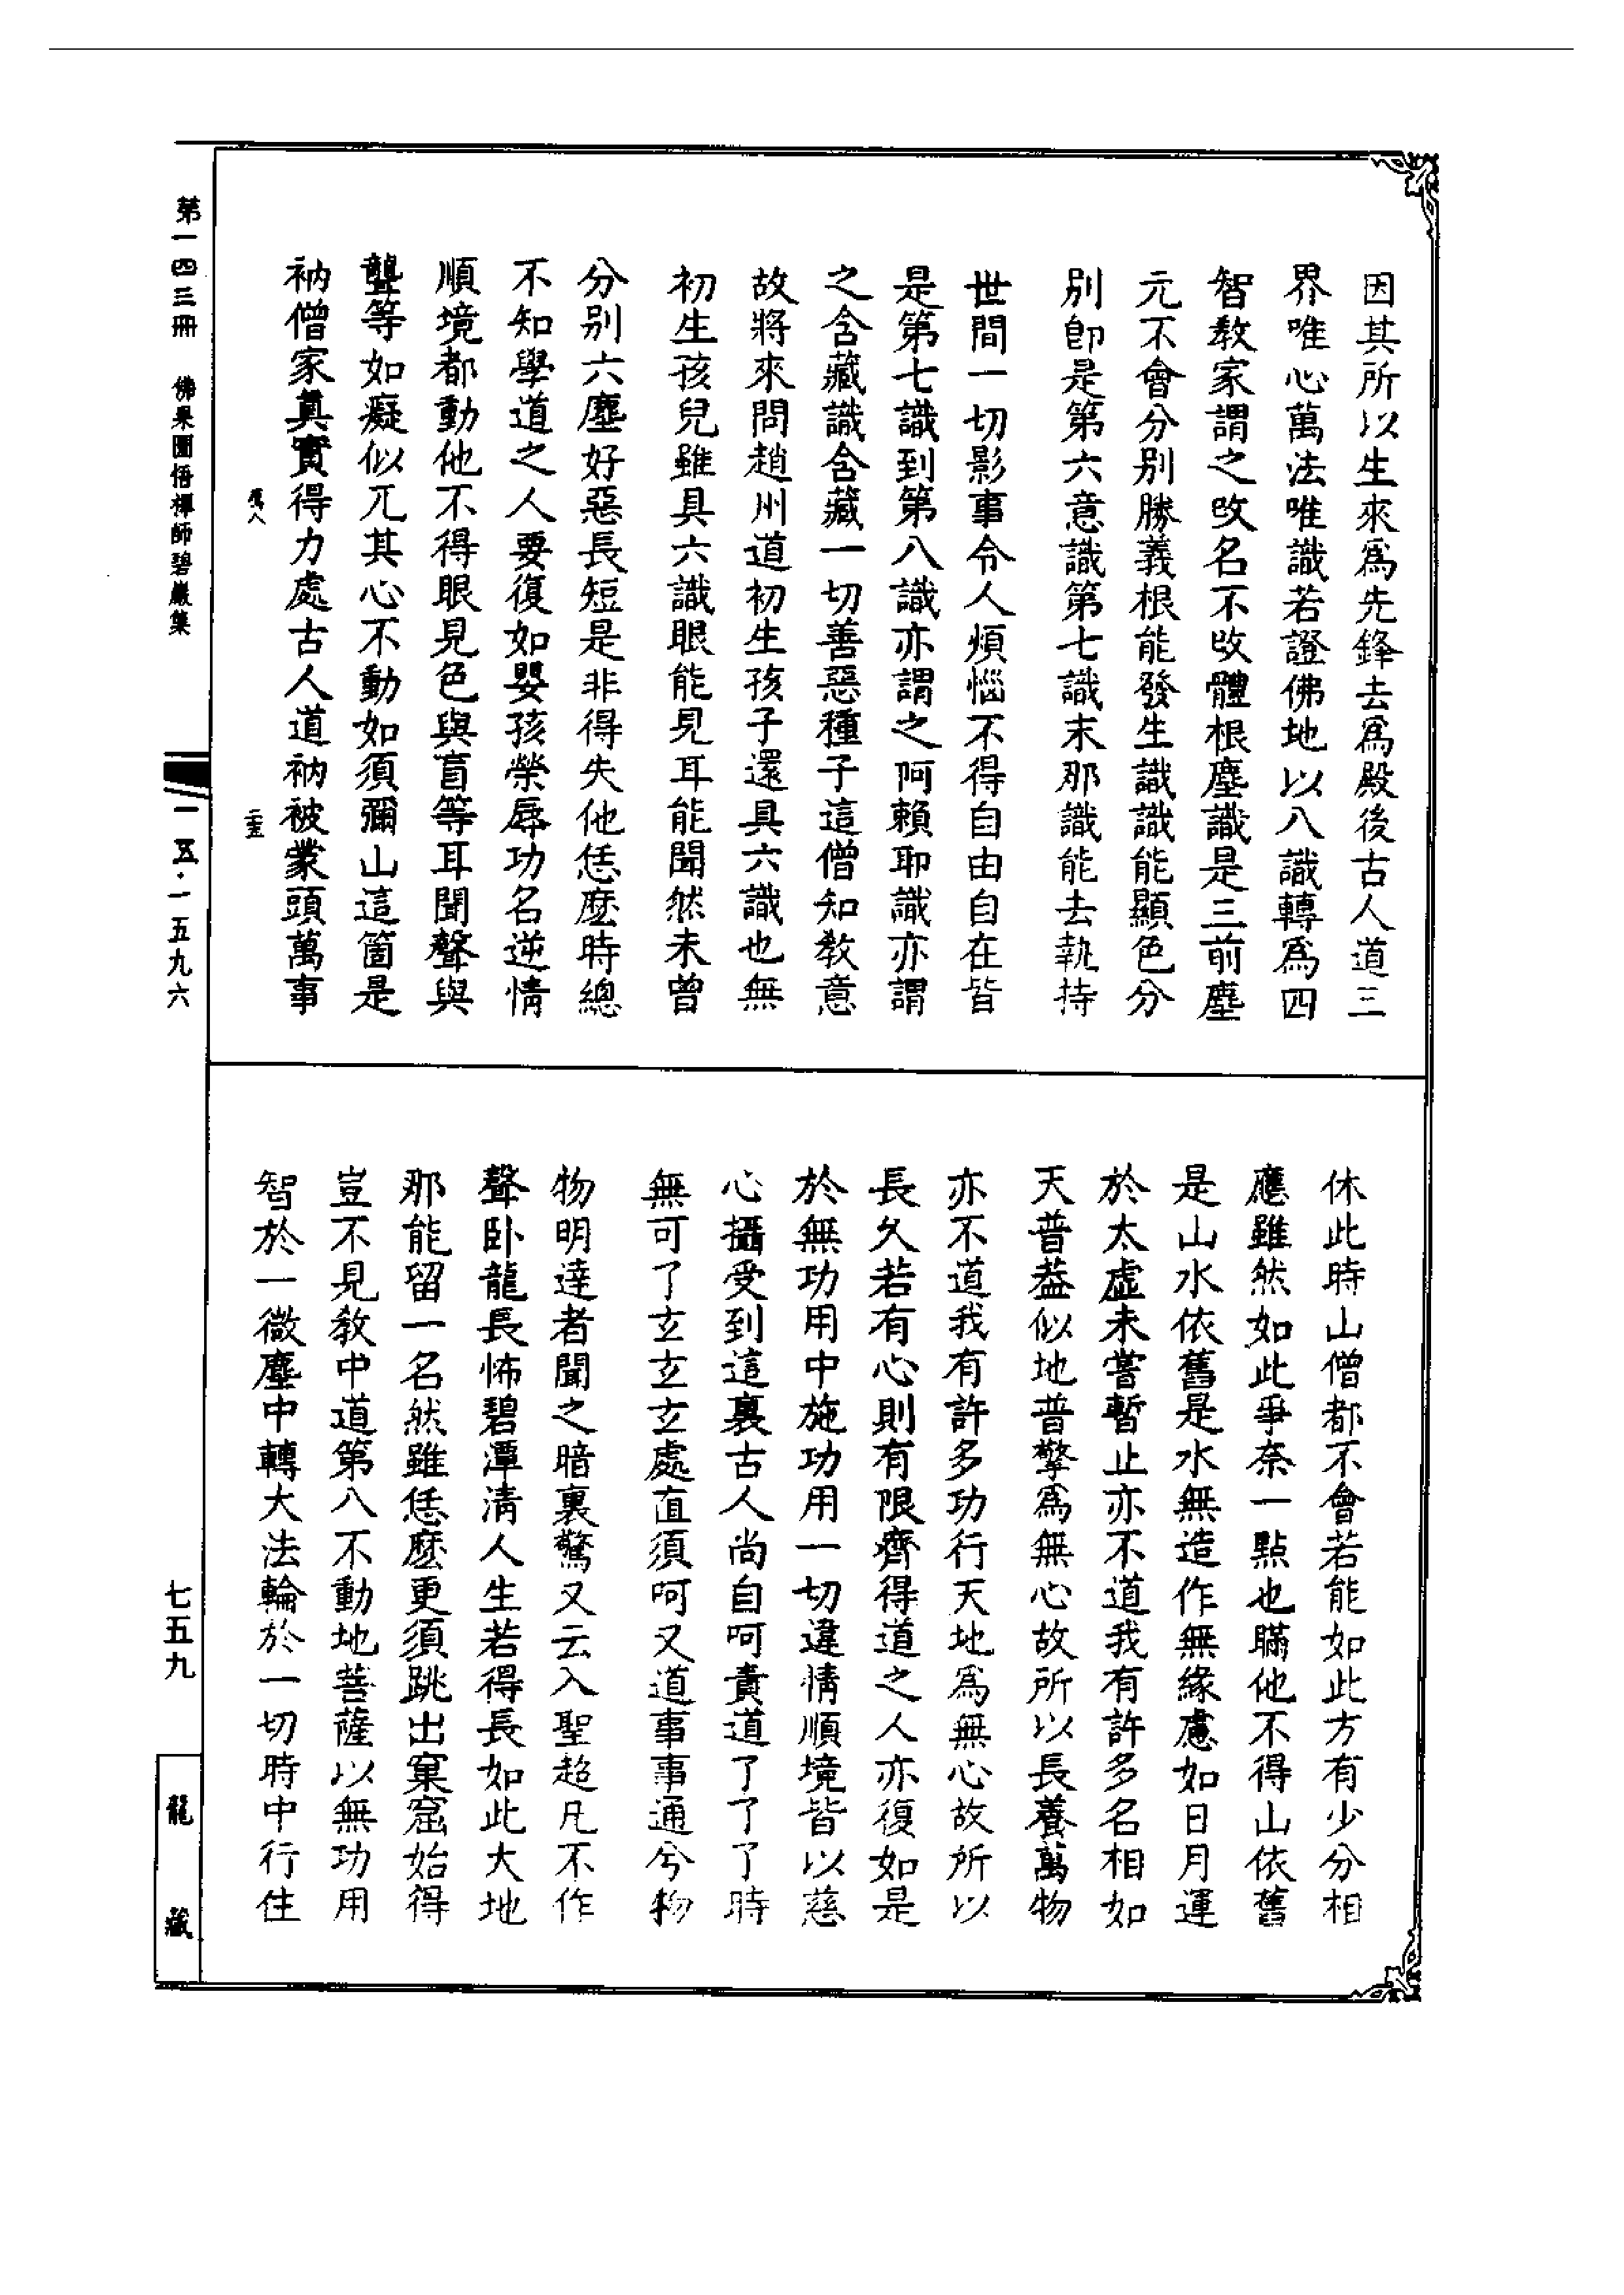 因其所以生來爲先鋒去爲殿後古人道三
界唯心萬法唯識若證佛地以八識轉爲四
智教家謂之改名不改體根塵識是三前塵
元不會分別勝義根能發生識識能顯色分
別卽是第六意識第七識末那識能去執持
世間一切影事令人煩惱不得自由自在皆
是第七識到第八識亦謂之阿賴耶識亦謂
之含藏識含藏一切善惡種子這僧知教意
故將來問趙州道初生孩子還具六識也無
初生孩兒雖具六識眼能見耳能聞然未曾
分別六塵好惡長短是非得失他恁麽時總
不知學道之人要復如嬰孩榮辱功名逆情
順境都動他不得眼見色與盲等耳聞聲與
聾等如癡似兀其心不動如須彌山這箇是
衲僧家眞實得力處古人道衲被蒙頭萬事
休此時山僧都不會若能如此方有少分相
應雖然如此爭奈一點也瞞他不得山依舊
是山水依舊是水無造作無緣慮如日月運
於太虛未嘗暫止亦不道我有許多名相如
天普葢似地普擎爲無心故所以長養萬物
亦不道我有許多功行天地爲無心故所以
長久若有心則有限齊得道之人亦復如是
於無功用中施功用一切違情順境皆以慈
心攝受到這裏古人尚自呵責道了了了時
無可了玄玄玄處直須呵又道事事通兮物
物明達者聞之暗裏驚又云入聖超凡不作
聲卧龍長怖碧潭清人生若得長如此大地
那能留一名然雖恁麽更須跳出窠窟始得
豈不見教中道第八不動地菩薩以無功用
智於一微塵中轉大法輪於一切時中行住
第一四三冊　佛果圜悟禪師碧巖集
一五·一五九六
七五九
龍藏